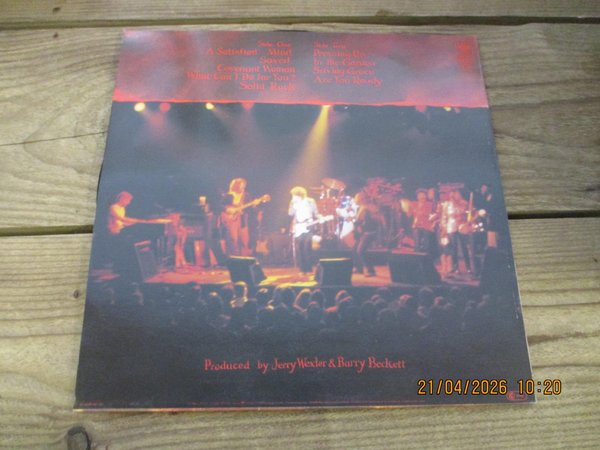 Side One
A Satisfied Mind
Saved
Covenant Woman
What Can I Do for You?
Solid Rock
Side Two
Pressing On
In the Garden
Saving Grace
Are You Ready
Produced by Jerry Wexler & Barry Beckett
21/04/2026 10:20